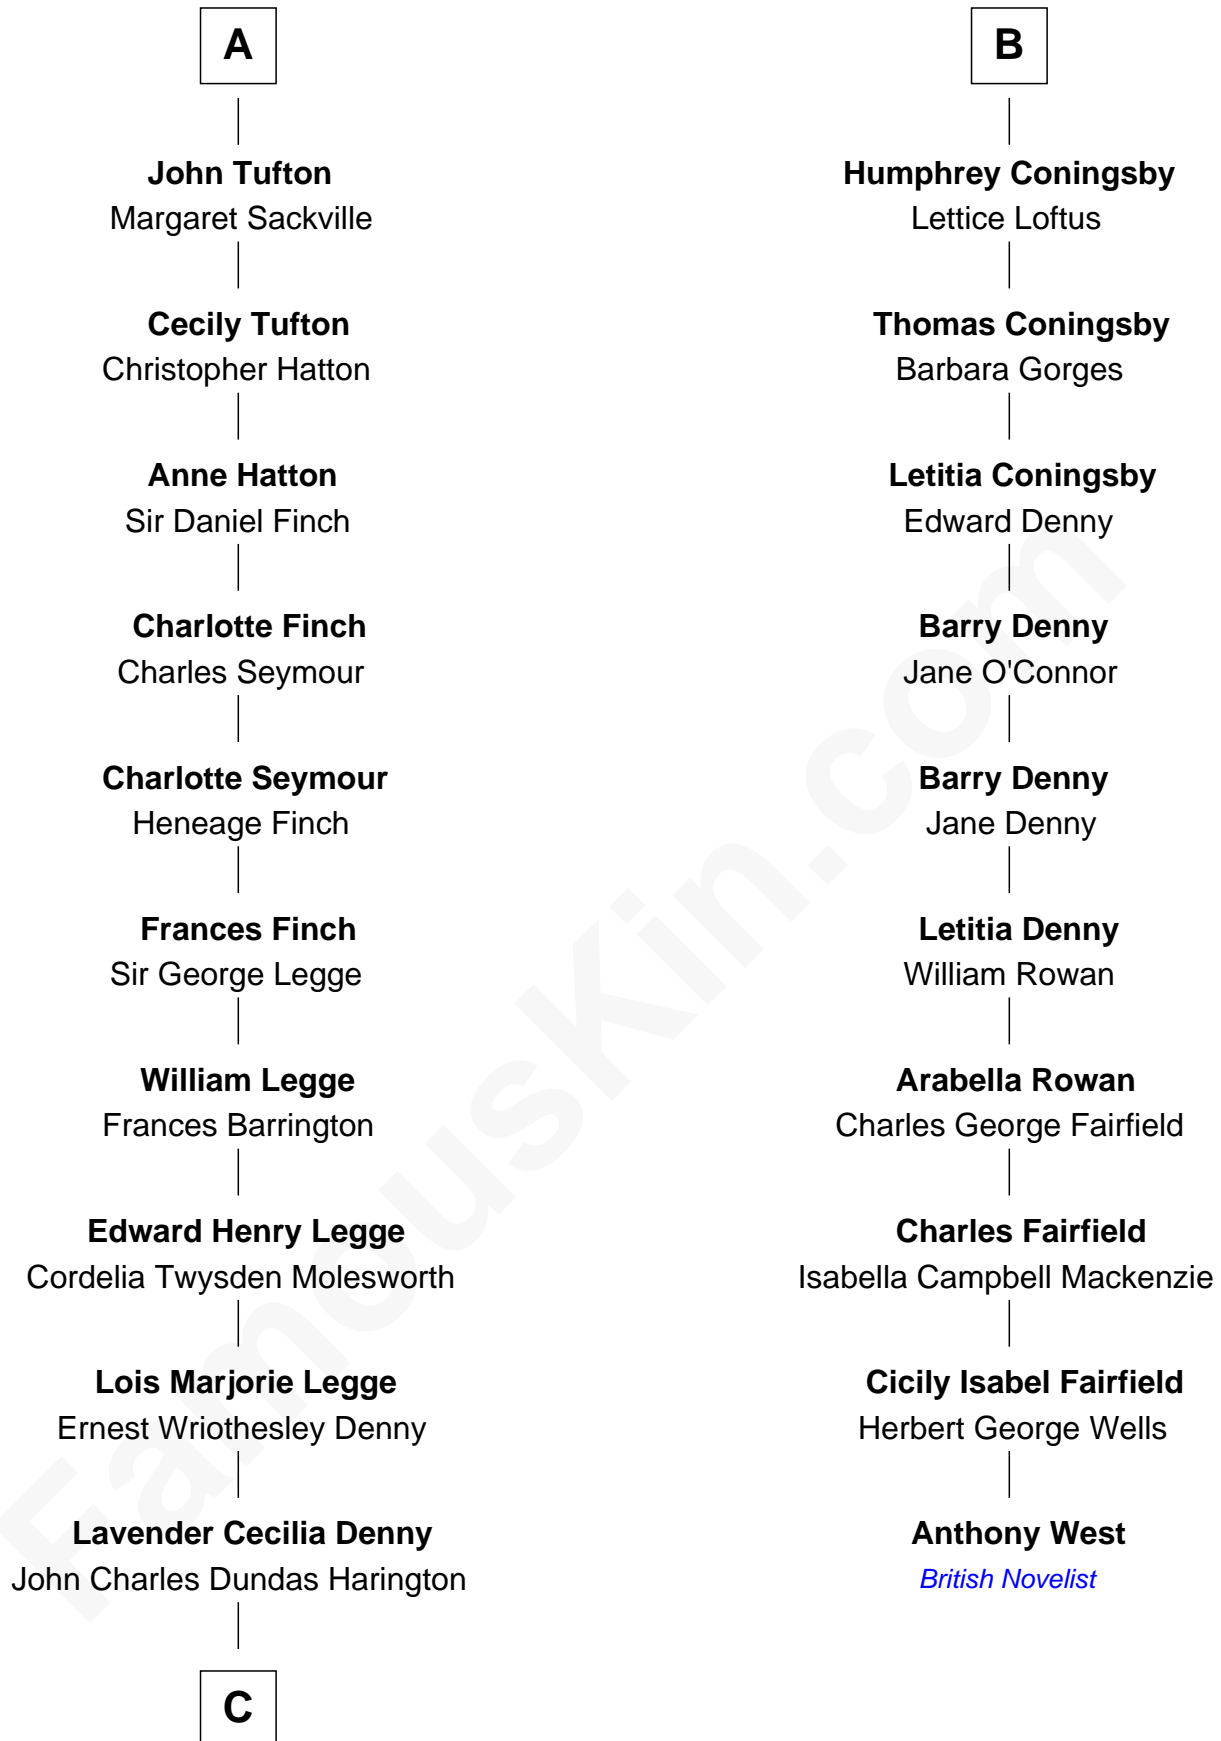 A
John Tufton
Margaret Sackville
Cecily Tufton
Christopher Hatton
Anne Hatton
Sir Daniel Finch
Charlotte Finch
Charles Seymour
Charlotte Seymour
Heneage Finch
Frances Finch
Sir George Legge
William Legge
Frances Barrington
Edward Henry Legge
Cordelia Twysden Molesworth
Lois Marjorie Legge
Ernest Wriothesley Denny
Lavender Cecilia Denny
John Charles Dundas Harington
C
B
Humphrey Coningsby
Lettice Loftus
Thomas Coningsby
Barbara Gorges
Letitia Coningsby
Edward Denny
Barry Denny
Jane O'Connor
Barry Denny
Jane Denny
Letitia Denny
William Rowan
Arabella Rowan
Charles George Fairfield
Charles Fairfield
Isabella Campbell Mackenzie
Cicily Isabel Fairfield
Herbert George Wells
Anthony West
British Novelist
FamousKin.com